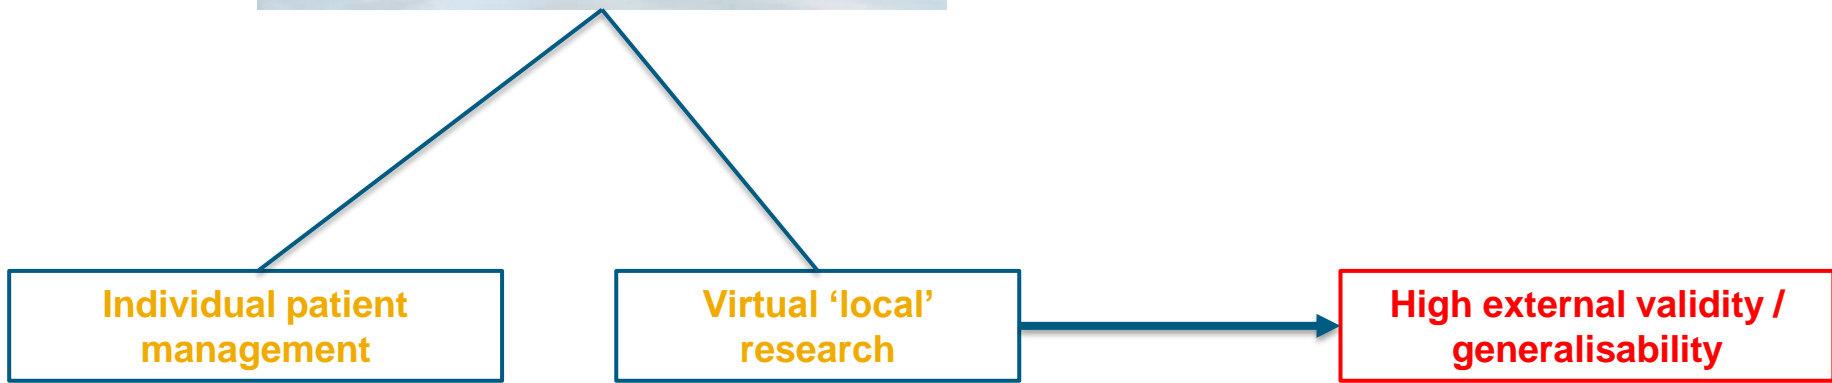 Individual patient
management
Virtual ‘local’
research
High external validity /
generalisability